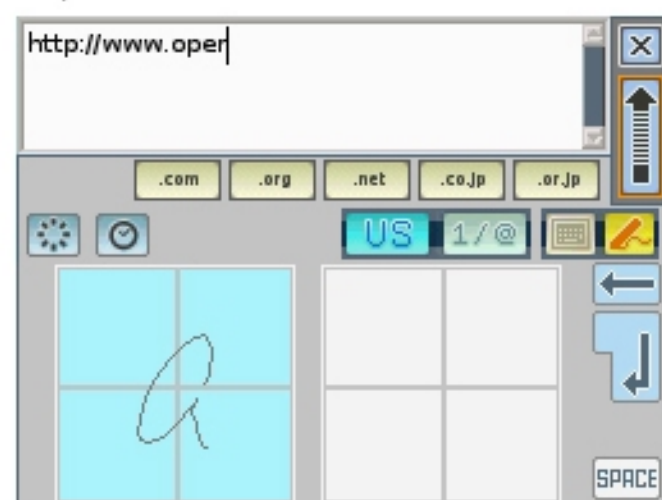 http://www.oper
.com .org .net .co.jp .or.jp
US 1/@
a
SPACE